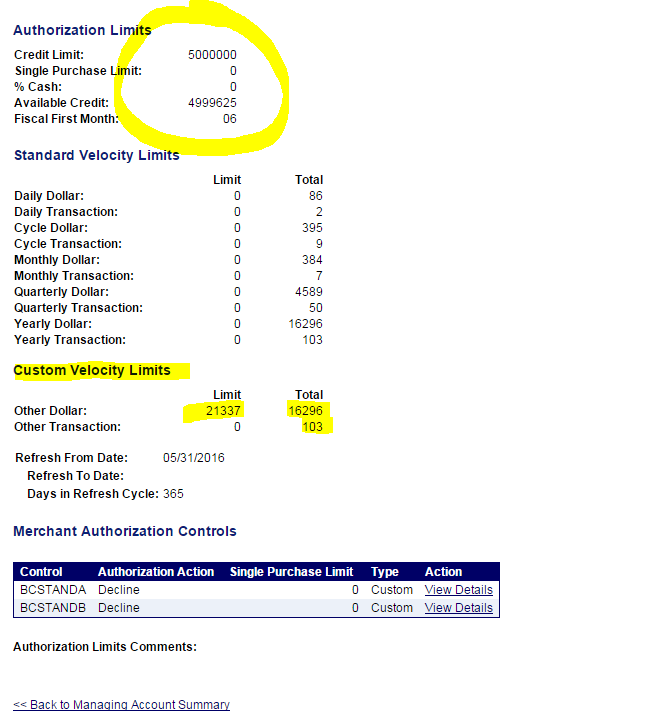 Authorization Limits
Credit Limit: 5000000
Single Purchase Limit: 0
% Cash: 0
Available Credit: 4999625
Fiscal First Month: 06
Standard Velocity Limits
Limit Total
Daily Dollar: 0 86
Daily Transaction: 0 2
Cycle Dollar: 0 395
Cycle Transaction: 0 9
Monthly Dollar: 0 384
Monthly Transaction: 0 7
Quarterly Dollar: 0 4589
Quarterly Transaction: 0 50
Yearly Dollar: 0 16296
Yearly Transaction: 0 103
Custom Velocity Limits
Limit Total
Other Dollar: 21337 16296
Other Transaction: 0 103
Refresh From Date: 05/31/2016
Refresh To Date:
Days in Refresh Cycle: 365
Merchant Authorization Controls
Control Authorization Action Single Purchase Limit Type Action
BCSTANDA Decline 0 Custom View Details
BCSTANDB Decline 0 Custom View Details
Authorization Limits Comments:
<< Back to Managing Account Summary